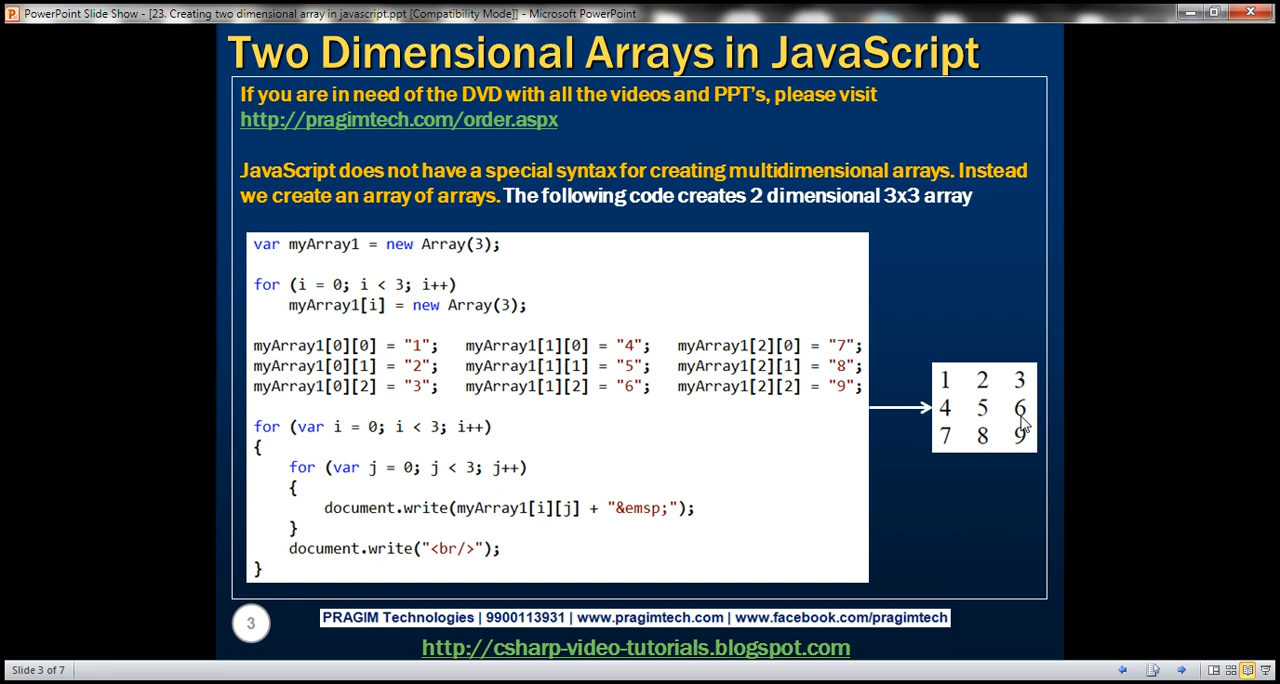 PowerPoint Slide Show - [23. Creating two dimensional array in javascript.ppt [Compatibility Mode]] - Microsoft PowerPoint
Two Dimensional Arrays in JavaScript
If you are in need of the DVD with all the videos and PPT's, please visit
http://pragimtech.com/order.aspx
JavaScript does not have a special syntax for creating multidimensional arrays. Instead
we create an array of arrays. The following code creates 2 dimensional 3x3 array
var myArray1 = new Array(3);
for (i = 0; i < 3; i++)
myArray1[i] = new Array(3);
myArray1[0][0] = "1"; myArray1[1][0] = "4"; myArray1[2][0] = "7";
myArray1[0][1] = "2"; myArray1[1][1] = "5"; myArray1[2][1] = "8";
myArray1[0][2] = "3"; myArray1[1][2] = "6"; myArray1[2][2] = "9";
for (var i = 0; i < 3; i++)
{
for (var j = 0; j < 3; j++)
{
document.write(myArray1[i][j] + "&emsp;");
}
document.write("<br/>");
}
1 2 3
4 5 6
7 8 9
3
PRAGIM Technologies | 9900113931 | www.pragimtech.com | www.facebook.com/pragimtech
http://csharp-video-tutorials.blogspot.com
Slide 3 of 7